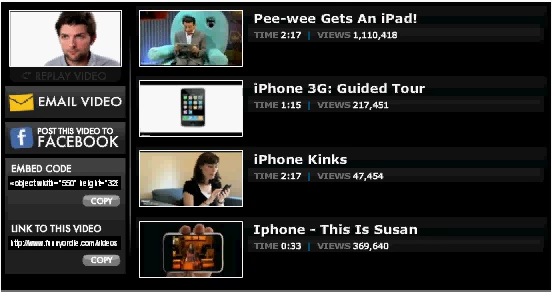 REPLAY VIDEO
EMAIL VIDEO
POST THIS VIDEO TO
FACEBOOK
EMBED CODE
<object width="550" height="328
COPY
LINK TO THIS VIDEO
http://www.funnyordie.com/videos
COPY
Pee-wee Gets An iPad!
TIME 2:17 | VIEWS 1,110,418
iPhone 3G: Guided Tour
TIME 1:15 | VIEWS 217,451
iPhone Kinks
TIME 2:17 | VIEWS 47,454
Iphone - This Is Susan
TIME 0:33 | VIEWS 369,640